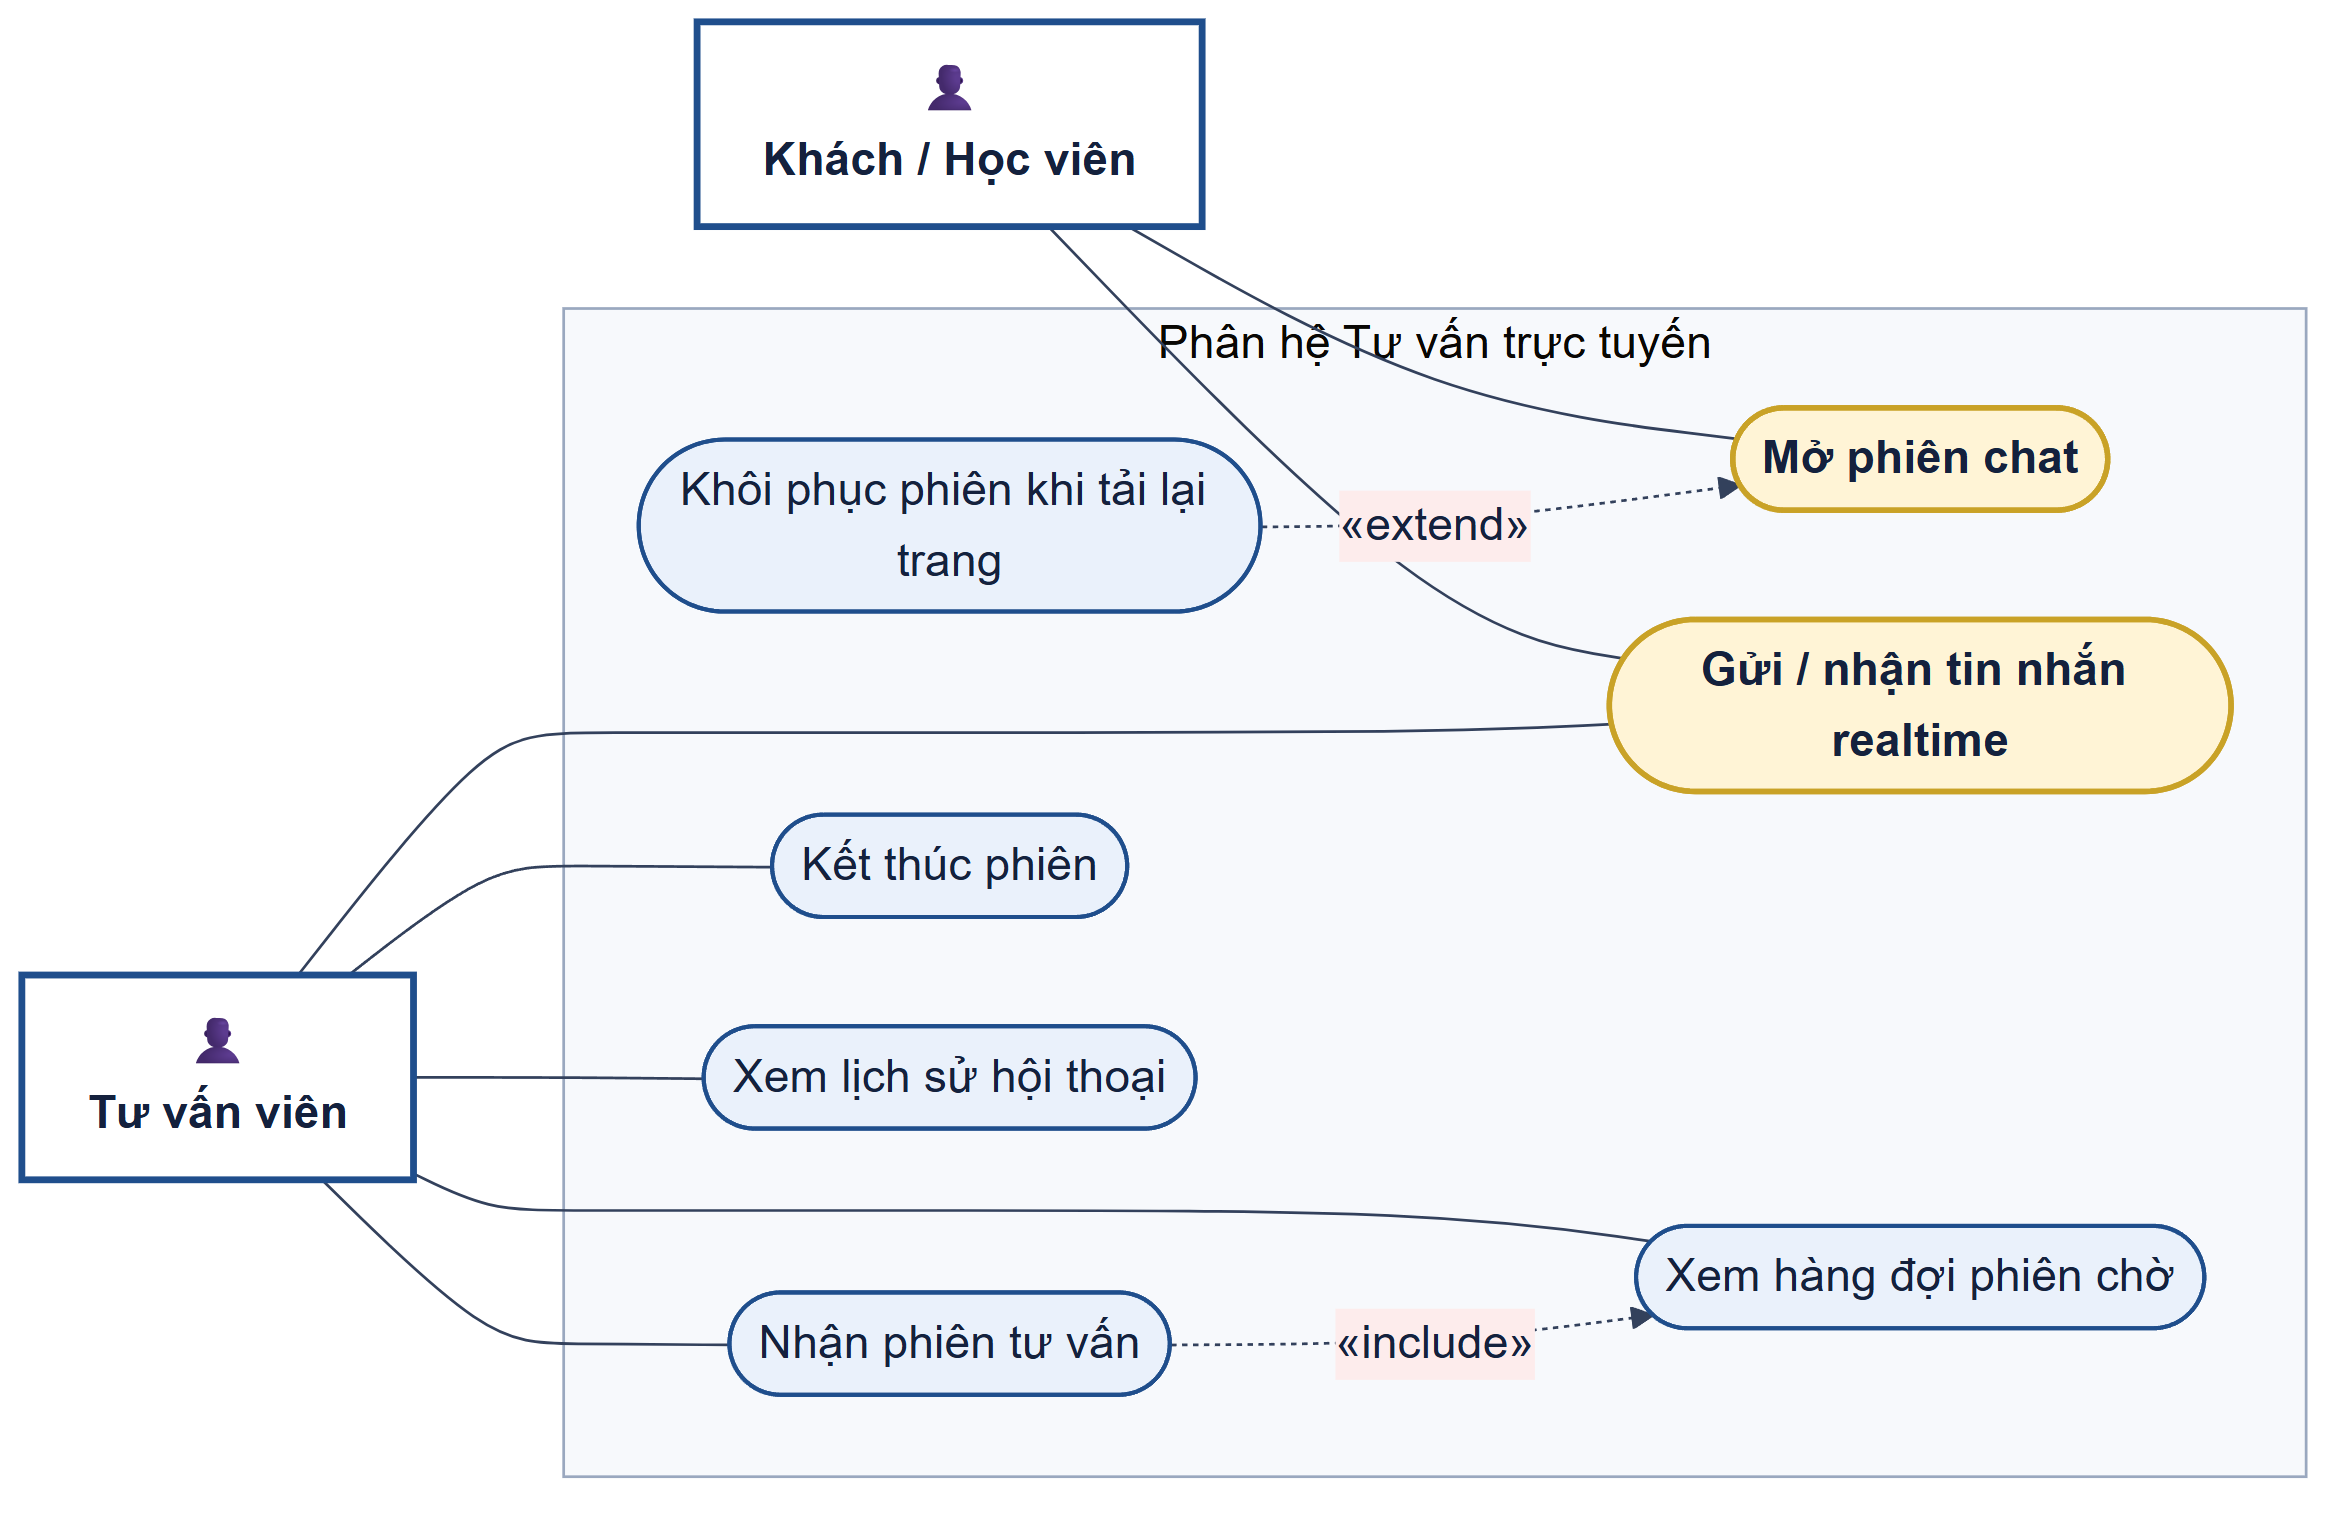 Khách / Học viên
Phân hệ Tư vấn trực tuyến
Mở phiên chat
Khôi phục phiên khi tải lại
trang
«extend»
Gửi / nhận tin nhắn
realtime
Kết thúc phiên
Xem lịch sử hội thoại
Tư vấn viên
Xem hàng đợi phiên chờ
Nhận phiên tư vấn
«include»